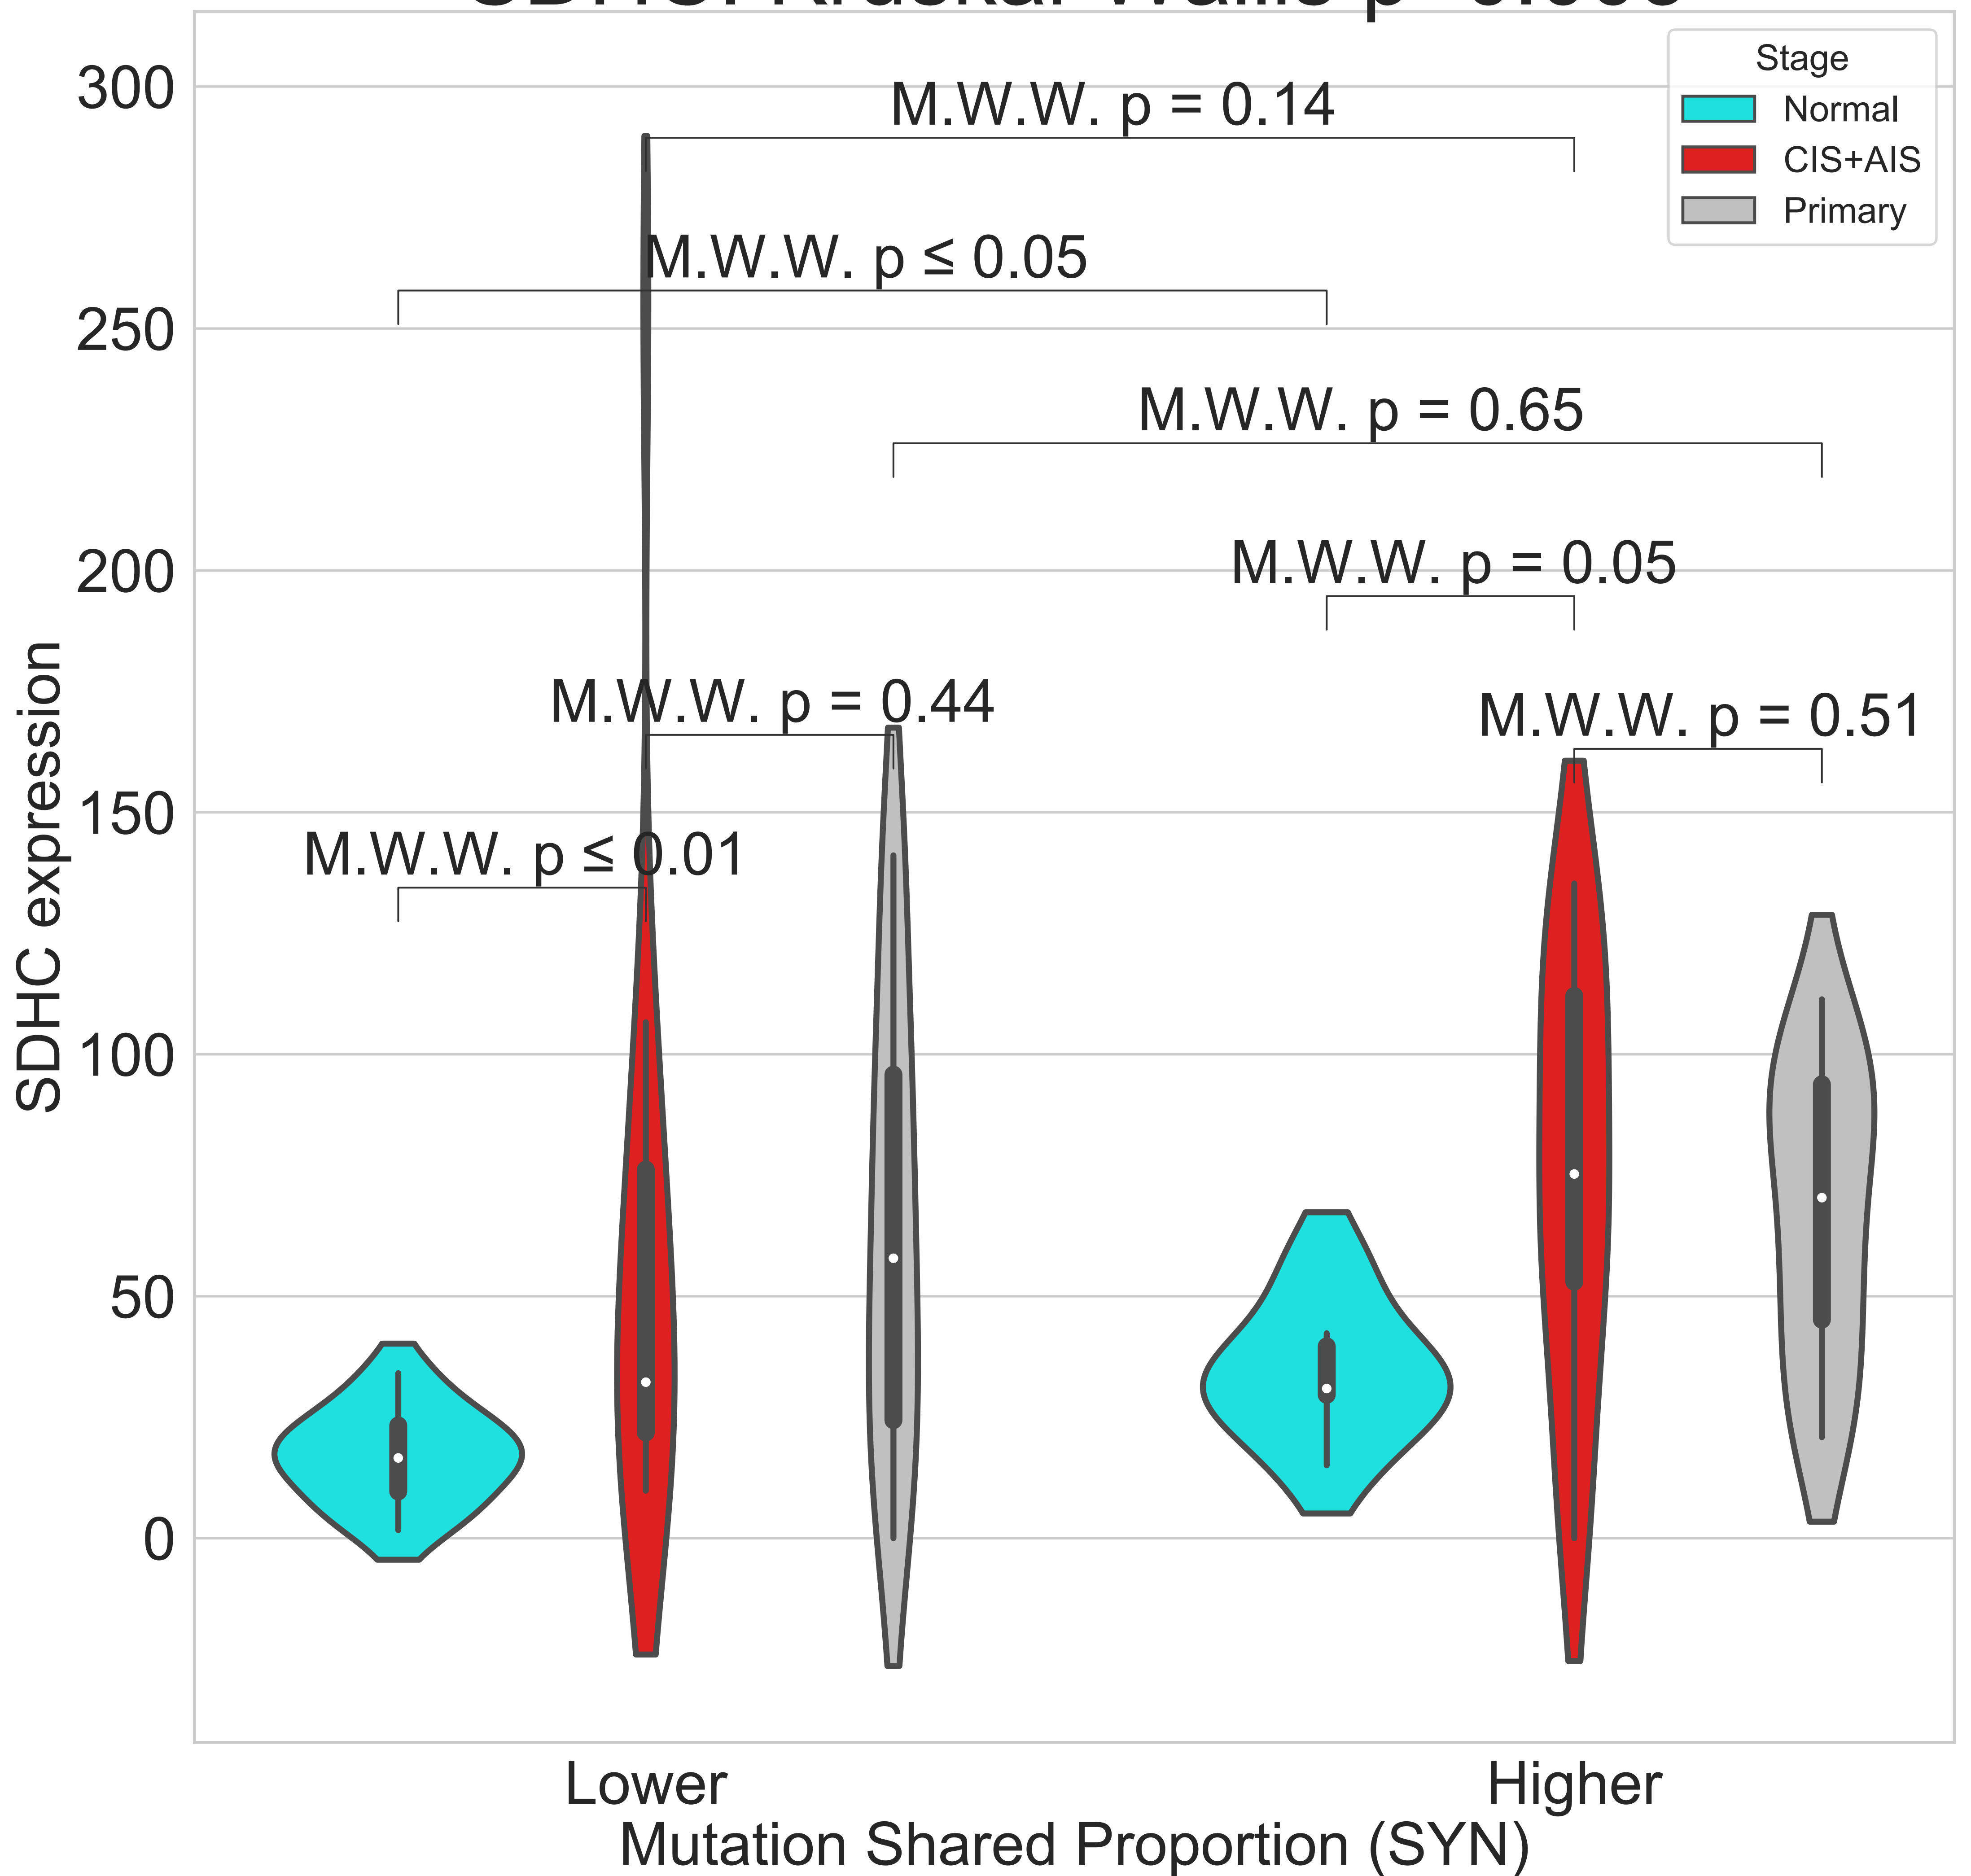 Stage
Normal
CIS+AIS
Primary
300
250
200
150
100
50
0
SDHC expression
M.W.W. p = 0.14
M.W.W. p ≤ 0.05
M.W.W. p = 0.65
M.W.W. p = 0.05
M.W.W. p = 0.44
M.W.W. p = 0.51
M.W.W. p ≤ 0.01
Lower
Higher
Mutation Shared Proportion (SYN)